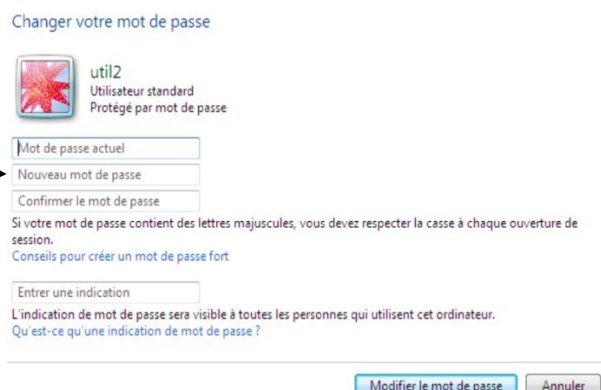 Changer votre mot de passe
util2
Utilisateur standard
Protégé par mot de passe
Mot de passe actuel
Nouveau mot de passe
Confirmer le mot de passe
Si votre mot de passe contient des lettres majuscules, vous devez respecter la casse à chaque ouverture de
session.
Conseils pour créer un mot de passe fort
Entrer une indication
L'indication de mot de passe sera visible à toutes les personnes qui utilisent cet ordinateur.
Qu'est-ce qu'une indication de mot de passe ?
Modifier le mot de passe Annuler